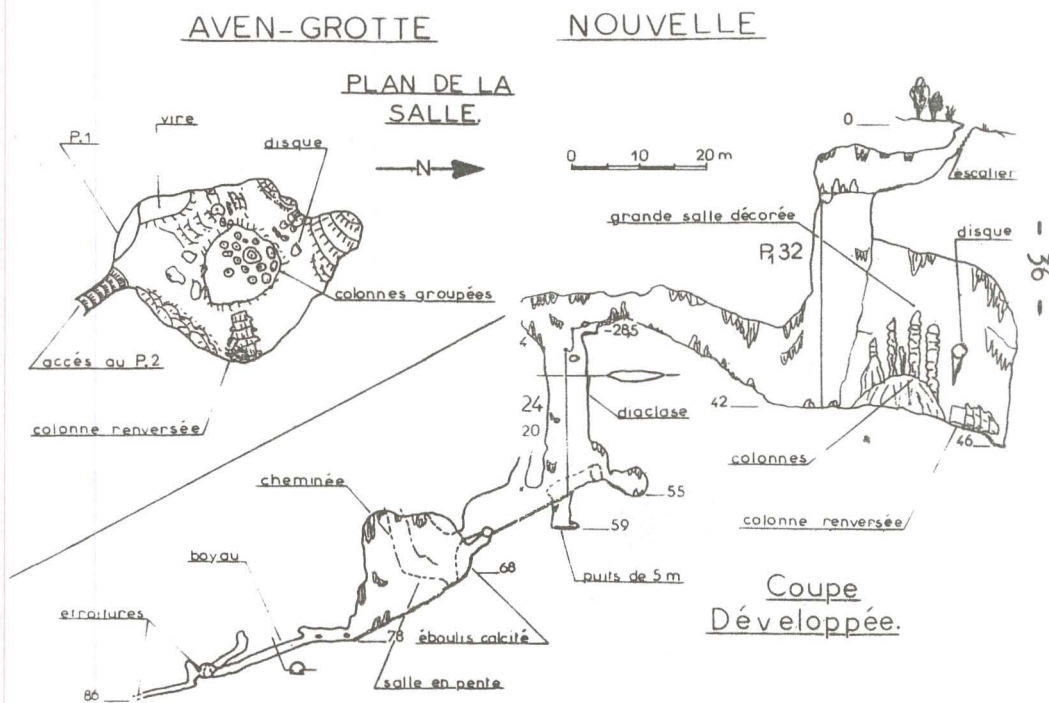 AVEN-GROTTE NOUVELLE
PLAN DE LA
SALLE.
vire
P.1
disque
N
0 10 20 m
colonnes groupées
accés au P.2
colonne renversée
0
escalier
grande salle décorée
disque
P.32
- 36 -
-28,5
4
24
20
diaclase
42
46
colonnes
colonne renversée
cheminée
55
59
68
puits de 5 m
boyau
etroitures
78
éboulis calcité
salle en pente
86
Coupe
Développée.